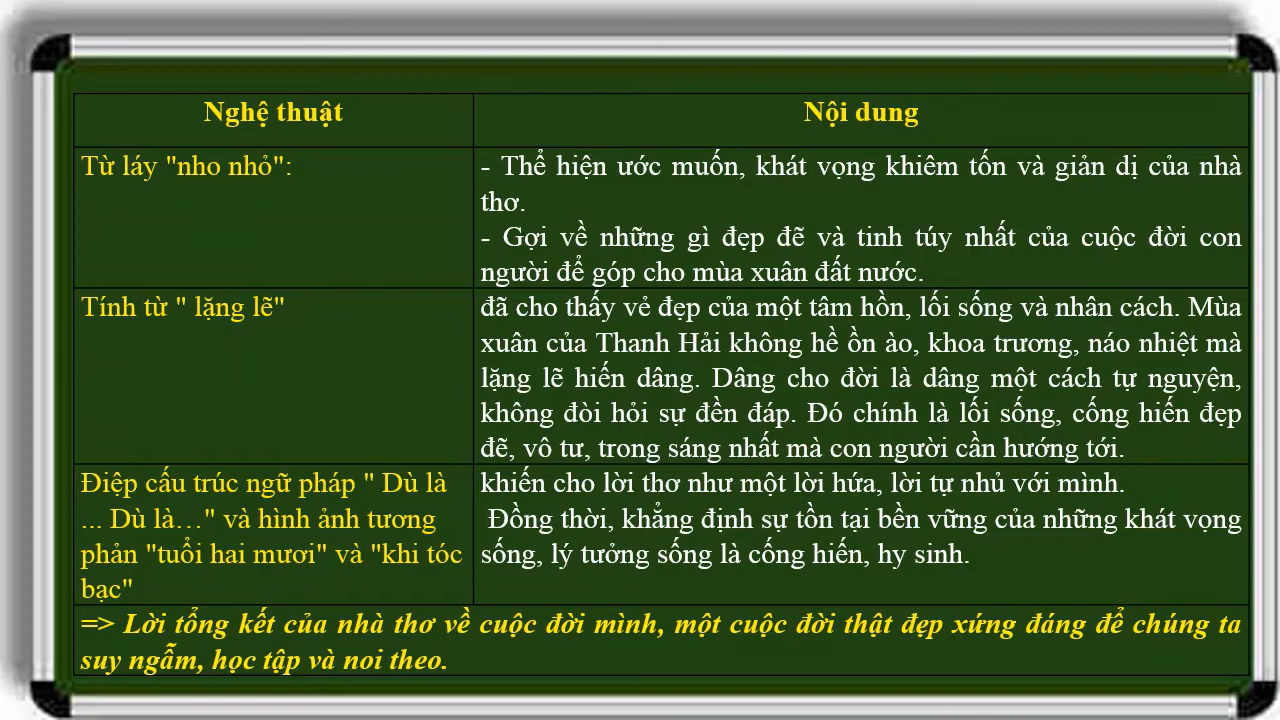 Nghệ thuật
Nội dung
Từ láy "nho nhỏ":
- Thể hiện ước muốn, khát vọng khiêm tốn và giản dị của nhà
thơ.
- Gợi về những gì đẹp đẽ và tinh túy nhất của cuộc đời con
người để góp cho mùa xuân đất nước.
Tính từ " lặng lẽ"
đã cho thấy vẻ đẹp của một tâm hồn, lối sống và nhân cách. Mùa
xuân của Thanh Hải không hề ồn ào, khoa trương, náo nhiệt mà
lặng lẽ hiến dâng. Dâng cho đời là dâng một cách tự nguyện,
không đòi hỏi sự đền đáp. Đó chính là lối sống, cống hiến đẹp
đẽ, vô tư, trong sáng nhất mà con người cần hướng tới.
Điệp cấu trúc ngữ pháp " Dù là
... Dù là…" và hình ảnh tương
phản "tuổi hai mươi" và "khi tóc
bạc"
khiến cho lời thơ như một lời hứa, lời tự nhủ với mình.
Đồng thời, khẳng định sự tồn tại bền vững của những khát vọng
sống, lý tưởng sống là cống hiến, hy sinh.
=> Lời tổng kết của nhà thơ về cuộc đời mình, một cuộc đời thật đẹp xứng đáng để chúng ta
suy ngẫm, học tập và noi theo.